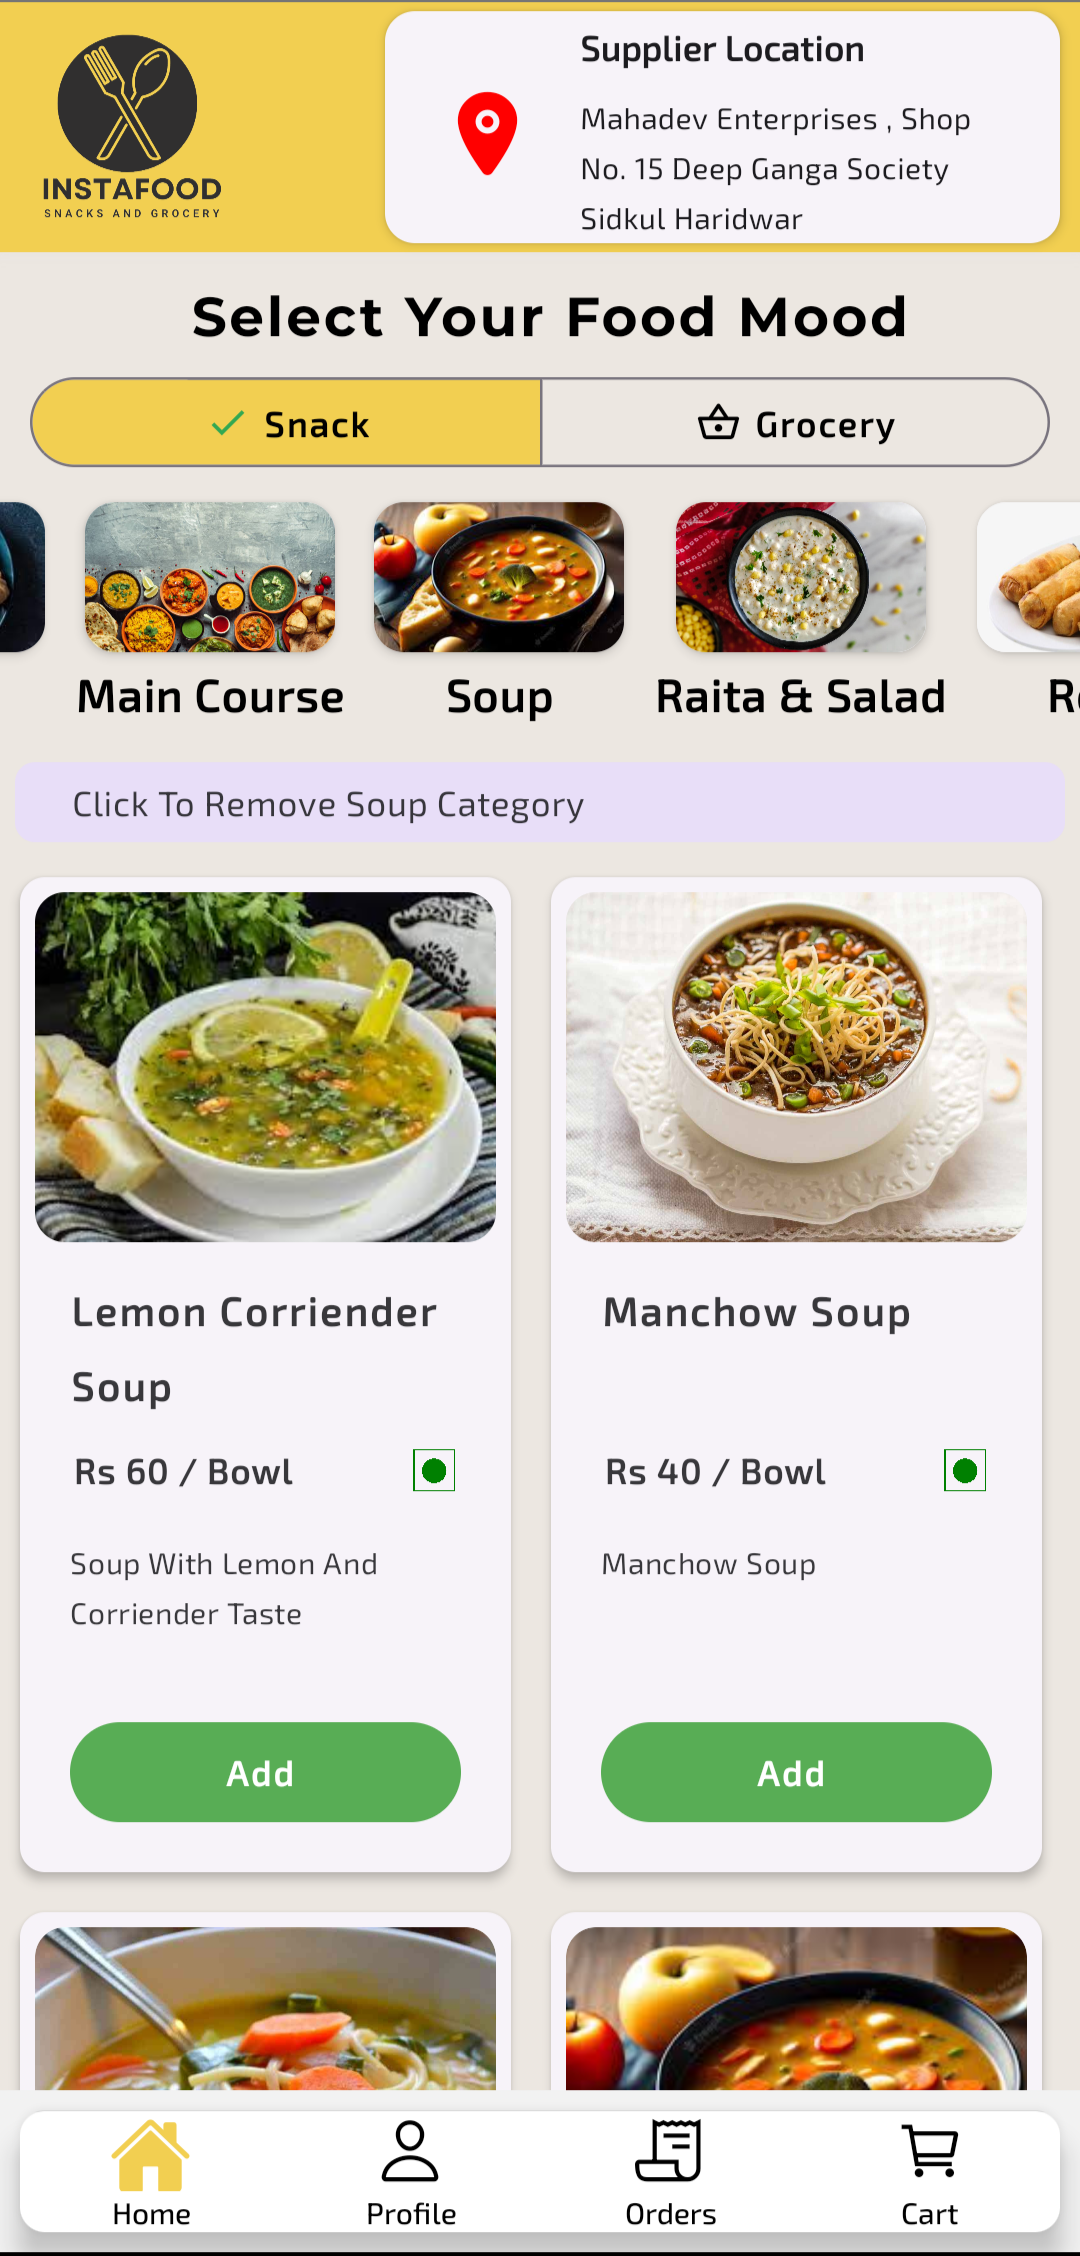 INSTAFOOD
SNACKS AND GROCERY
Supplier Location
Mahadev Enterprises , Shop
No. 15 Deep Ganga Society
Sidkul Haridwar
Select Your Food Mood
Snack
Grocery
Main Course
Soup
Raita & Salad
Click To Remove Soup Category
Lemon Corriender
Soup
Rs 60 / Bowl
Soup With Lemon And
Corriender Taste
Add
Manchow Soup
Rs 40 / Bowl
Manchow Soup
Add
Home
Profile
Orders
Cart